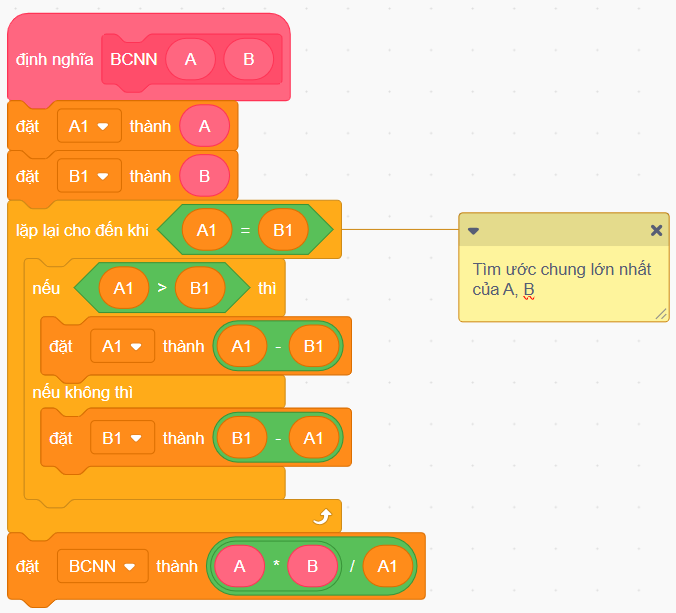 định nghĩa BCNN A B
đặt A1 thành A
đặt B1 thành B
lặp lại cho đến khi A1 = B1
nếu A1 > B1 thì
đặt A1 thành A1 - B1
nếu không thì
đặt B1 thành B1 - A1
đặt BCNN thành A * B / A1
Tìm ước chung lớn nhất
của A, B